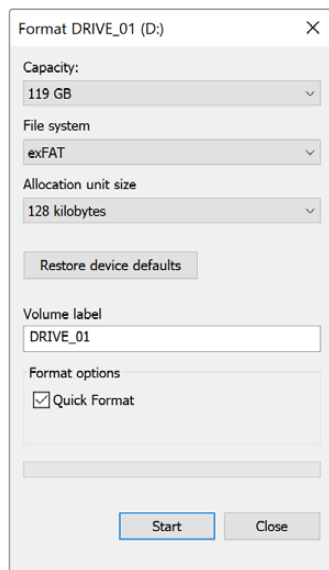 Format DRIVE_01 (D:)
Capacity:
119 GB
File system
exFAT
Allocation unit size
128 kilobytes
Restore device defaults
Volume label
DRIVE_01
Format options
Quick Format
Start Close